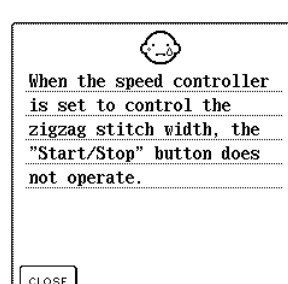 When the speed controller
is set to control the
zigzag stitch width, the
"Start/Stop" button does
not operate.
CLOSE